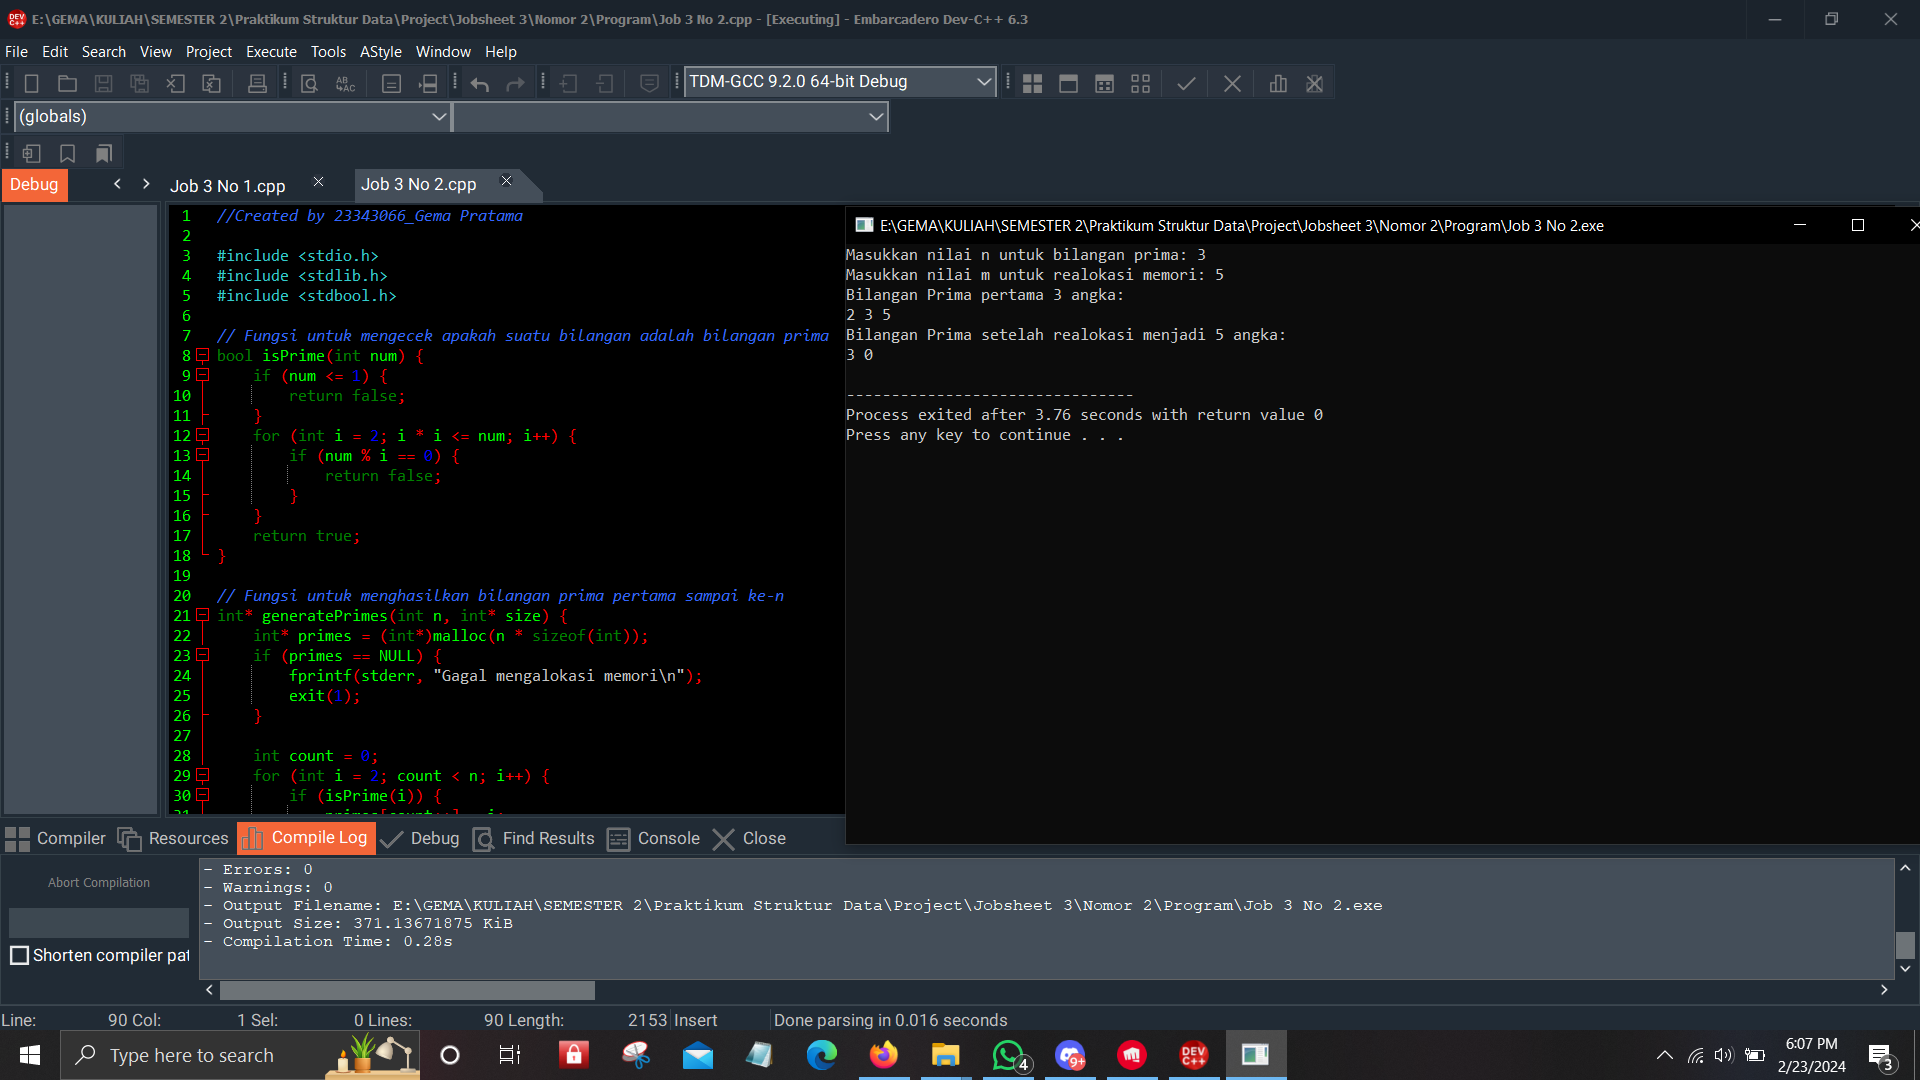 E:\GEMA\KULIAH\SEMESTER 2\Praktikum Struktur Data\Project\Jobsheet 3\Nomor 2\Program\Job 3 No 2.cpp - [Executing] - Embarcadero Dev-C++ 6.3
File Edit Search View Project Execute Tools AStyle Window Help
TDM-GCC 9.2.0 64-bit Debug
(globals)
Debug
Job 3 No 1.cpp
Job 3 No 2.cpp
1 //Created by 23343066_Gema Pratama
2
3 #include <stdio.h>
4 #include <stdlib.h>
5 #include <stdbool.h>
6
7 // Fungsi untuk mengecek apakah suatu bilangan adalah bilangan prima
8 bool isPrime(int num) {
9 if (num <= 1) {
10 return false;
11 }
12 for (int i = 2; i * i <= num; i++) {
13 if (num % i == 0) {
14 return false;
15 }
16 }
17 return true;
18 }
19
20 // Fungsi untuk menghasilkan bilangan prima pertama sampai ke-n
21 int* generatePrimes(int n, int* size) {
22 int* primes = (int*)malloc(n * sizeof(int));
23 if (primes == NULL) {
24 fprintf(stderr, "Gagal mengalokasi memori\n");
25 exit(1);
26 }
27
28 int count = 0;
29 for (int i = 2; count < n; i++) {
30 if (isPrime(i)) {
E:\GEMA\KULIAH\SEMESTER 2\Praktikum Struktur Data\Project\Jobsheet 3\Nomor 2\Program\Job 3 No 2.exe
Masukkan nilai n untuk bilangan prima: 3
Masukkan nilai m untuk realokasi memori: 5
Bilangan Prima pertama 3 angka:
2 3 5
Bilangan Prima setelah realokasi menjadi 5 angka:
3 0
--------------------------------
Process exited after 3.76 seconds with return value 0
Press any key to continue . . .
Compiler Resources Compile Log Debug Find Results Console Close
Abort Compilation
Shorten compiler pat
- Errors: 0
- Warnings: 0
- Output Filename: E:\GEMA\KULIAH\SEMESTER 2\Praktikum Struktur Data\Project\Jobsheet 3\Nomor 2\Program\Job 3 No 2.exe
- Output Size: 371.13671875 KiB
- Compilation Time: 0.28s
Line: 90 Col: 1 Sel: 0 Lines: 90 Length: 2153 Insert Done parsing in 0.016 seconds
Type here to search
4
9+
DEV C++
6:07 PM
2/23/2024
3